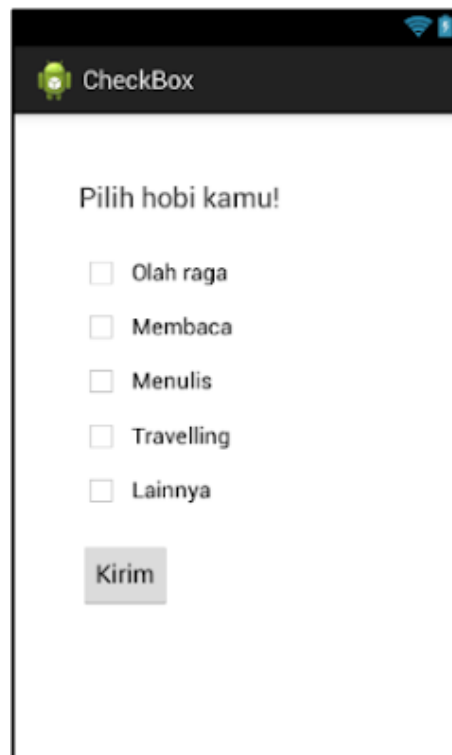 CheckBox
Pilih hobi kamu!
Olah raga
Membaca
Menulis
Travelling
Lainnya
Kirim